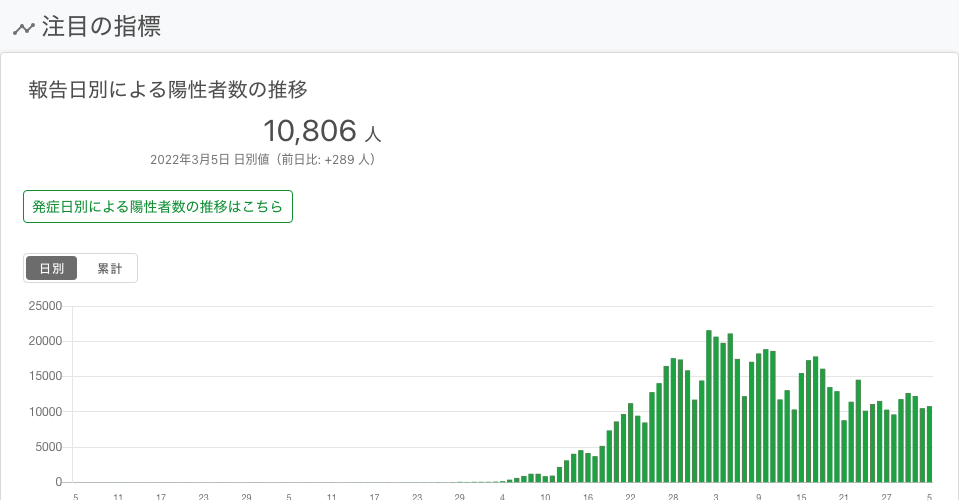 注目の指標
報告日別による陽性者数の推移
10,806 人
2022年3月5日 日別値（前日比: +289 人）
発症日別による陽性者数の推移はこちら
日別 累計
25000
20000
15000
10000
5000
0
5 11 17 23 29 5 11 17 23 29 4 10 16 22 28 3 9 15 21 27 5